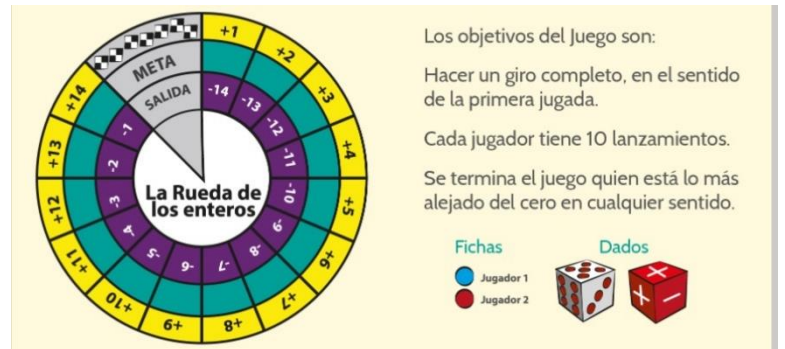 +1
+2
+3
+4
+5
+6
+7
+8
+9
+10
+11
+12
+13
+14
META
SALIDA
-14
-13
-12
-11
-10
-9
-8
-7
-6
-5
-4
-3
-2
-1
La Rueda de
los enteros
Los objetivos del Juego son:
Hacer un giro completo, en el sentido
de la primera jugada.
Cada jugador tiene 10 lanzamientos.
Se termina el juego quien está lo más
alejado del cero en cualquier sentido.
Fichas
Dados
Jugador 1
Jugador 2
+
+
−